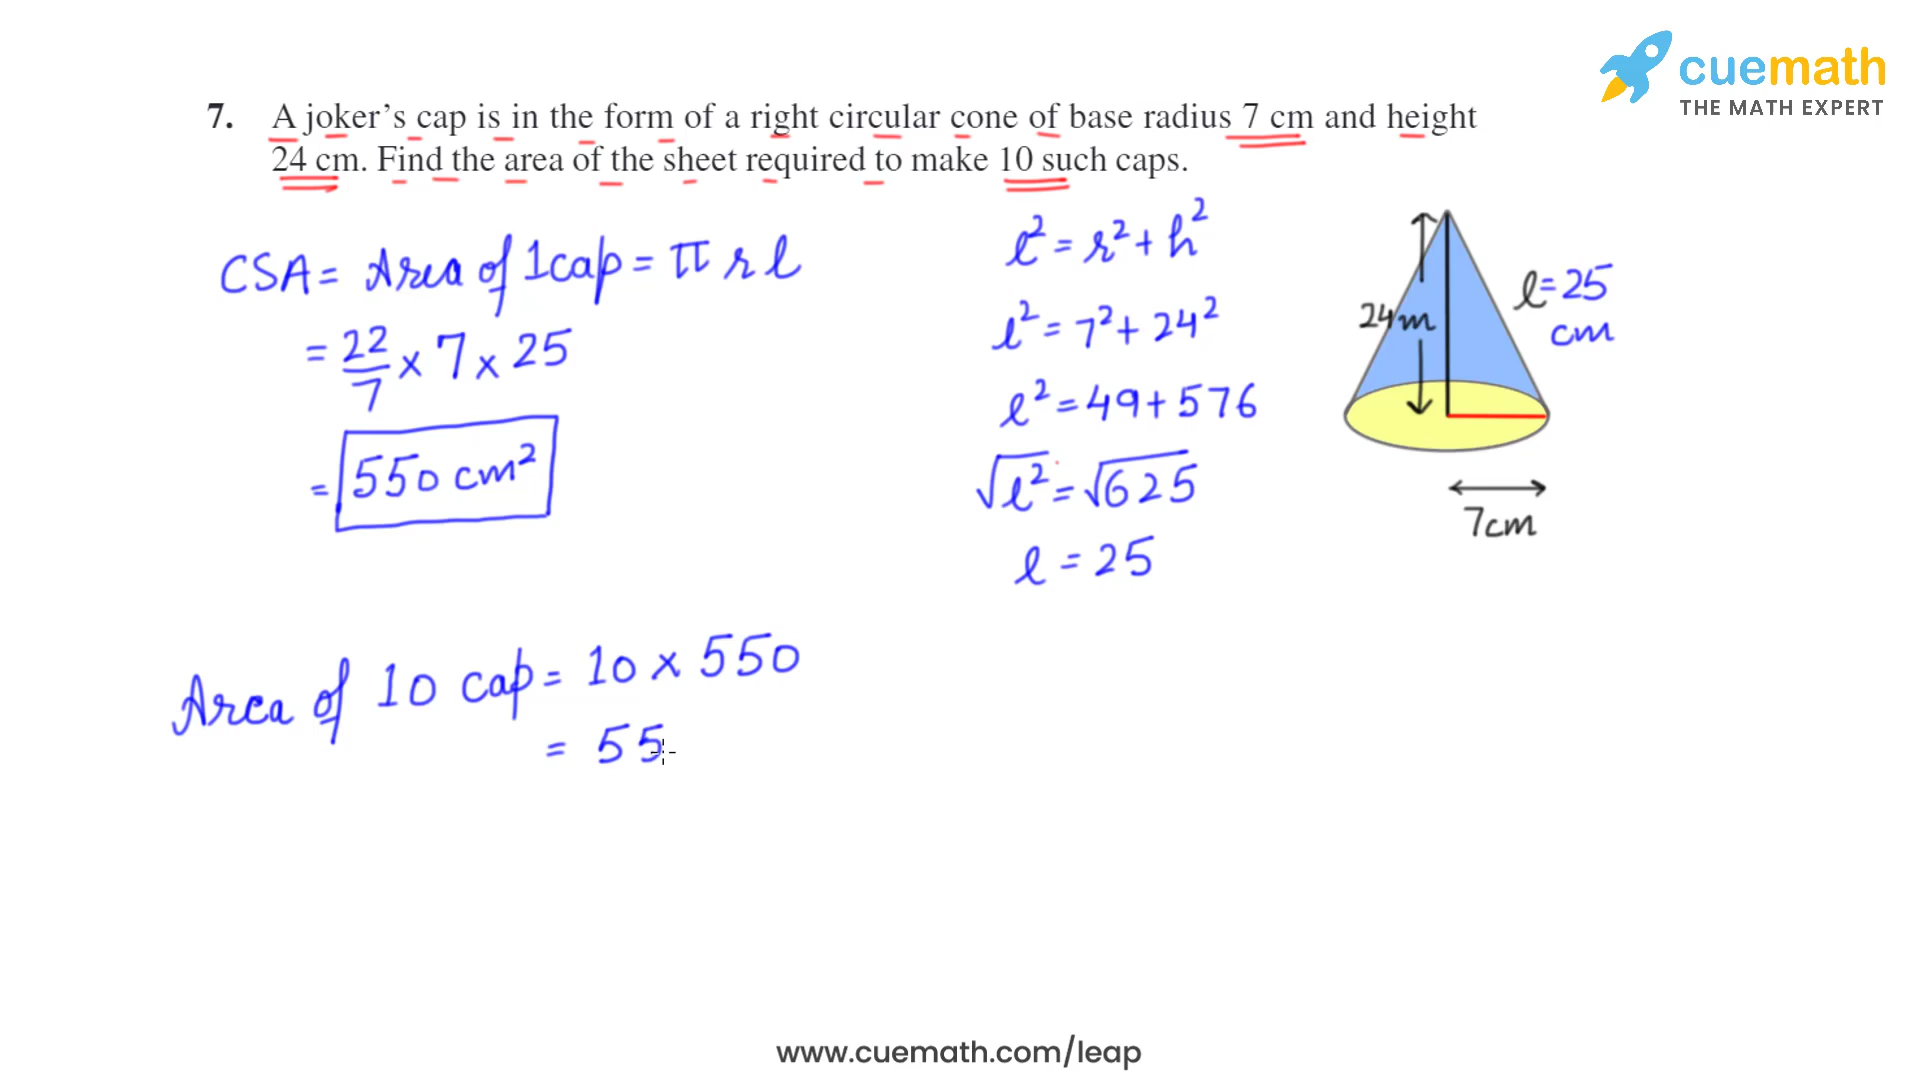 cuemath
THE MATH EXPERT
7. A joker's cap is in the form of a right circular cone of base radius 7 cm and height
24 cm. Find the area of the sheet required to make 10 such caps.
CSA = Area of 1 cap = π r l
= 22/7 × 7 × 25
= 550 cm²
l² = r² + h²
l² = 7² + 24²
l² = 49 + 576
√l² = √625
l = 25
24m
l = 25
cm
7cm
Area of 10 cap = 10 × 550
= 55
www.cuemath.com/leap